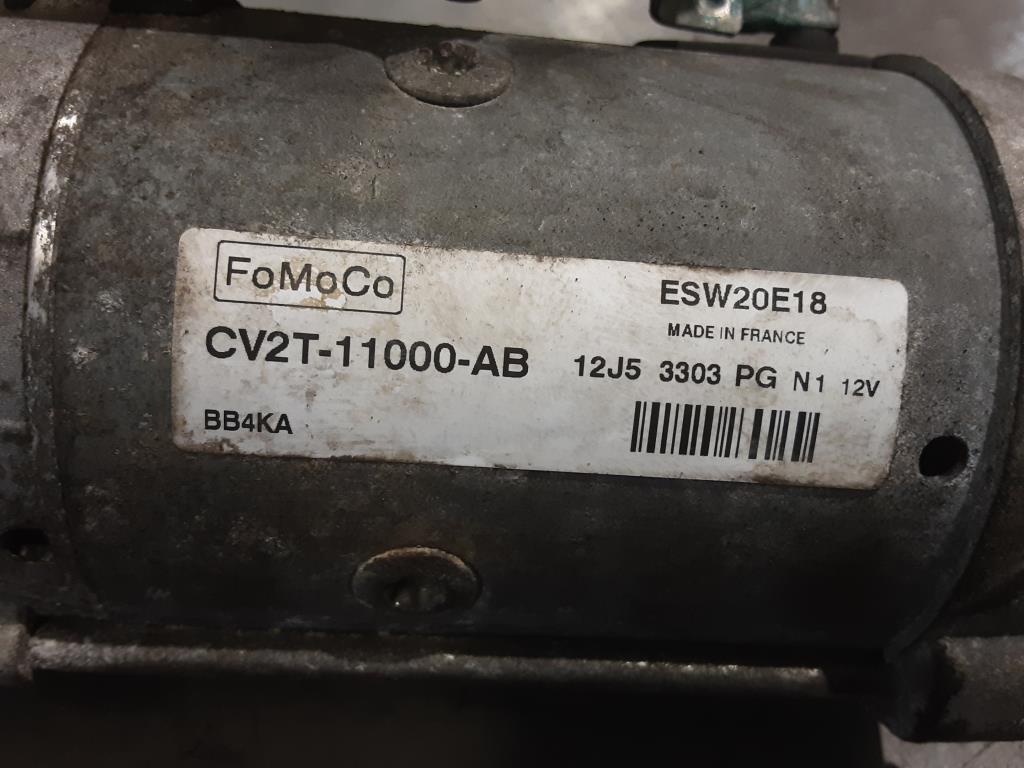 FoMoCo
ESW20E18
MADE IN FRANCE
CV2T-11000-AB
12J5 3303 PG N1 12V
BB4KA